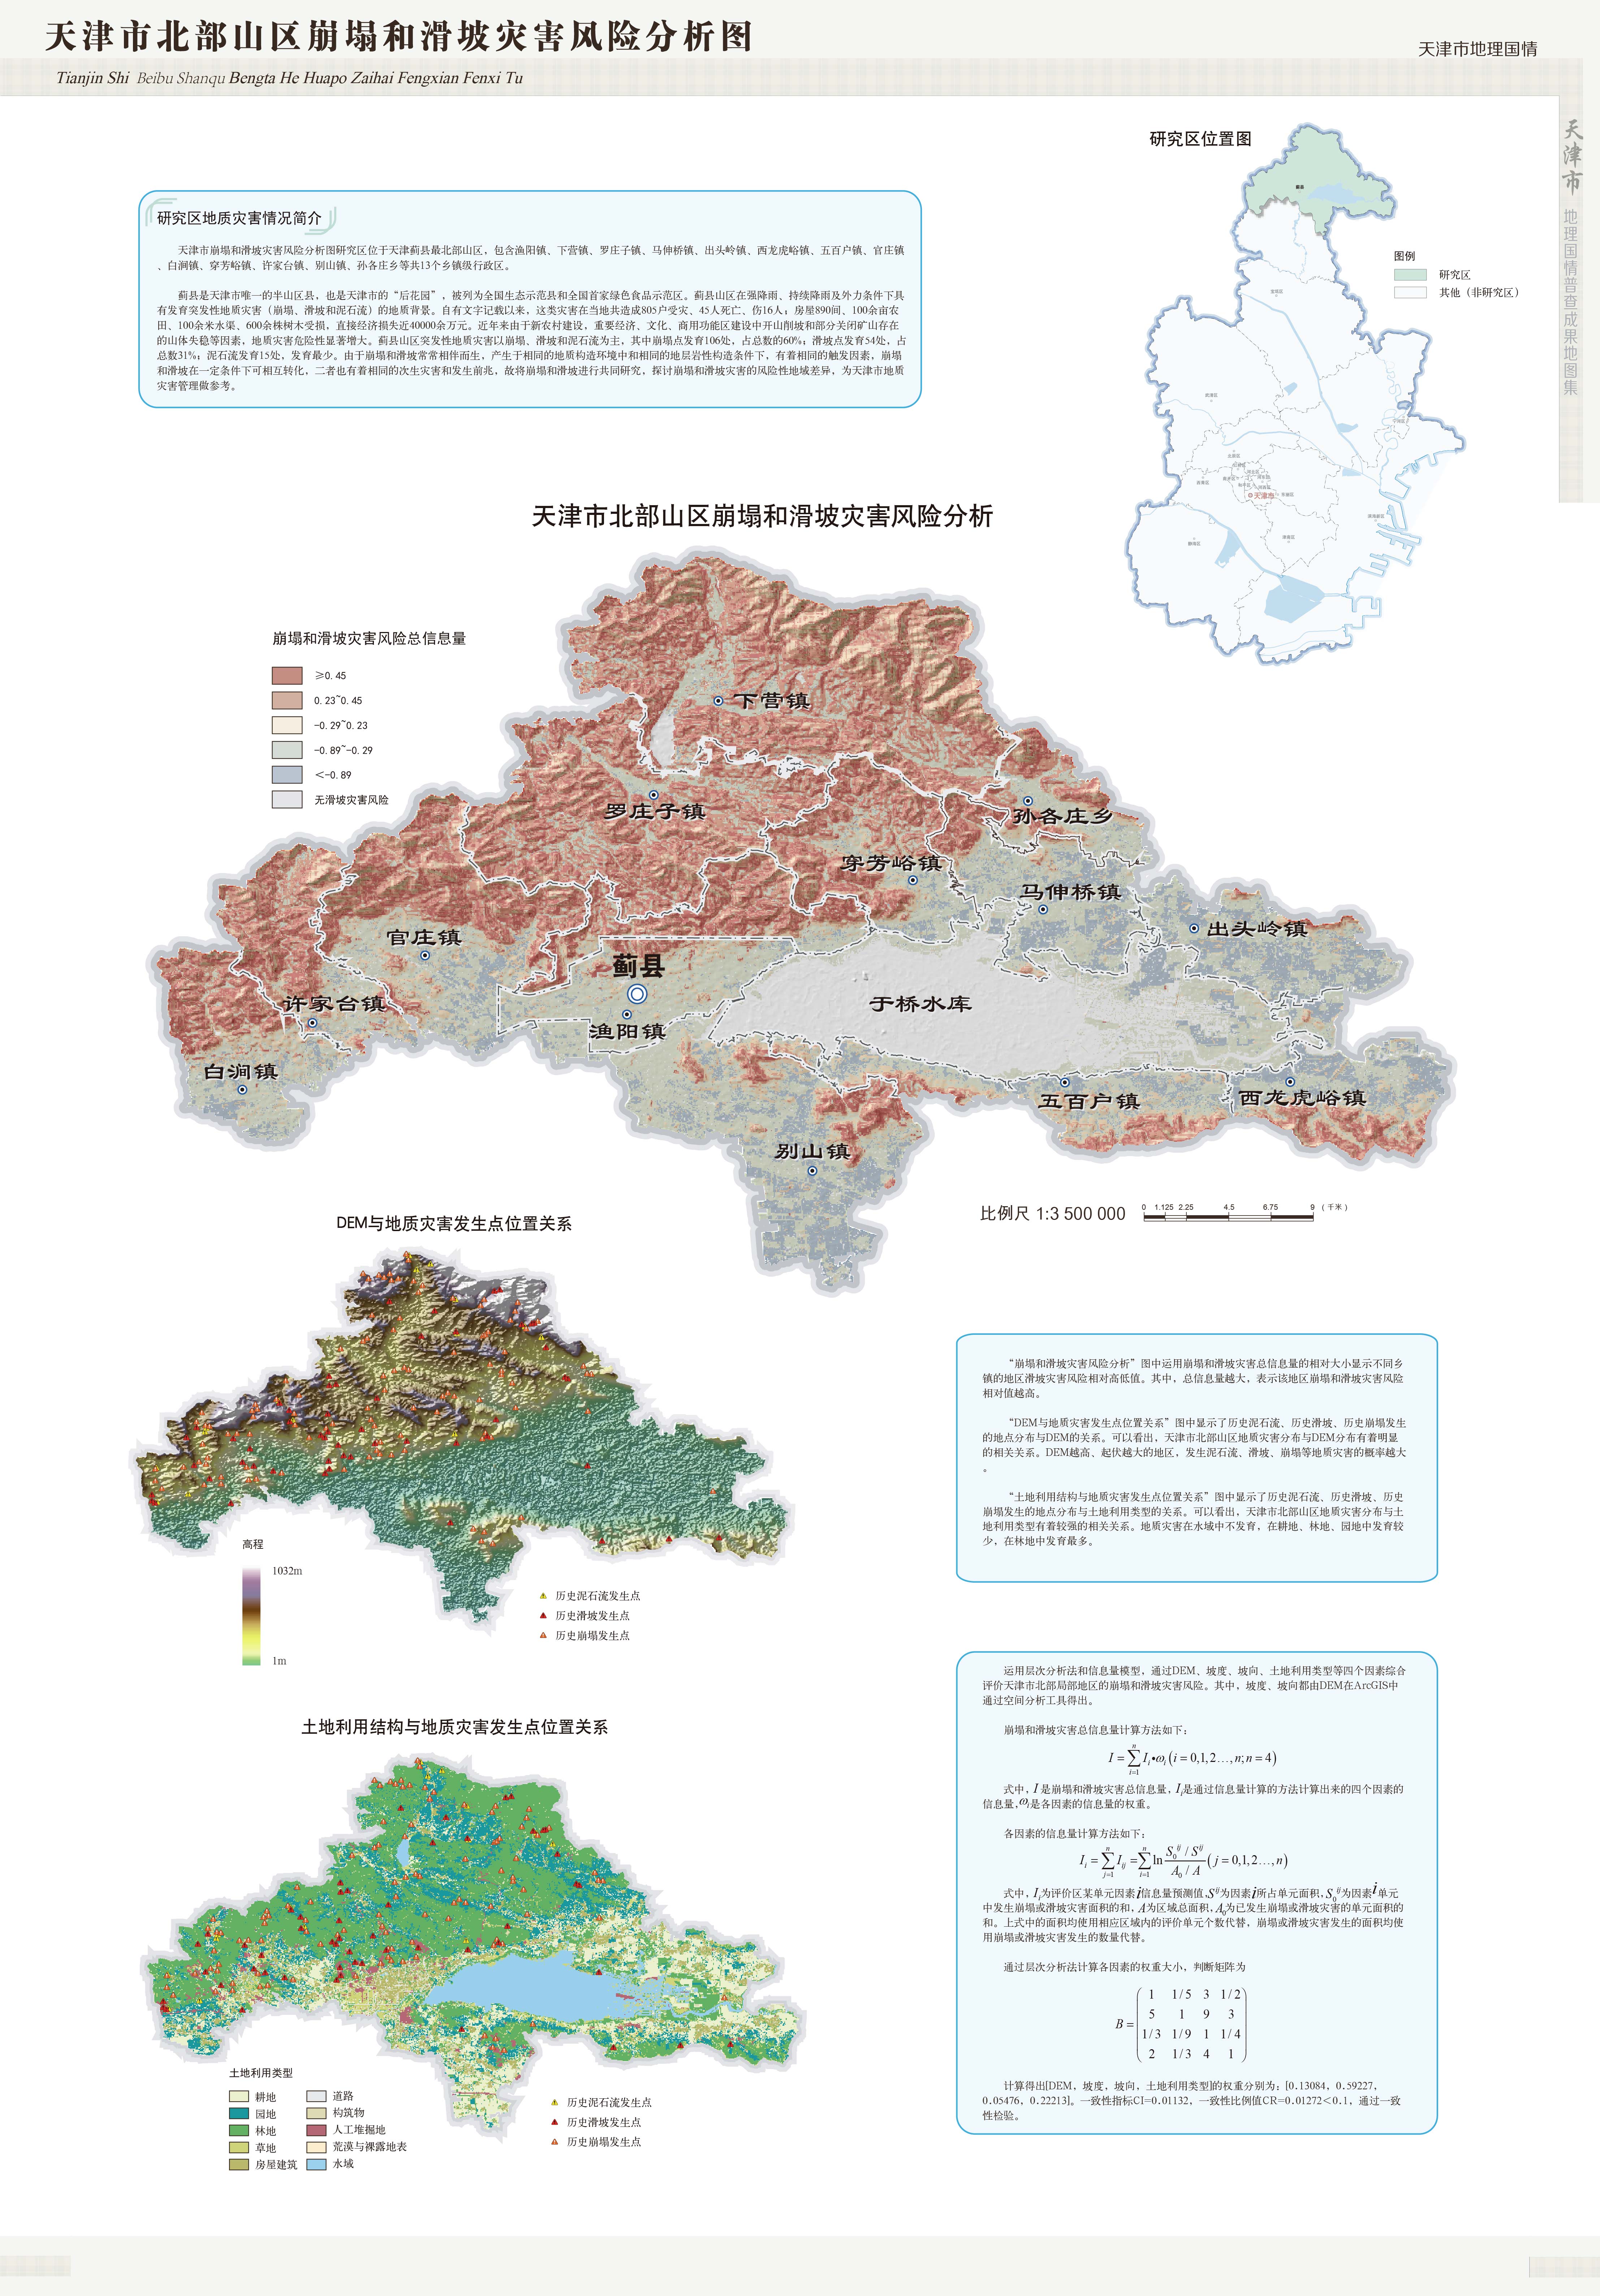 天津市北部山区崩塌和滑坡灾害风险分析图
天津市地理国情
Tianjin Shi Beibu Shanqu Bengta He Huapo Zaihai Fengxian Fenxi Tu
天津市 地理国情普查成果地图集
研究区位置图
蓟县
图例
研究区
其他（非研究区）
天津市
研究区地质灾害情况简介
天津市崩塌和滑坡灾害风险分析图研究区位于天津蓟县最北部山区，包含渔阳镇、下营镇、罗庄子镇、马伸桥镇、出头岭镇、西龙虎峪镇、五百户镇、官庄镇
、白涧镇、穿芳峪镇、许家台镇、别山镇、孙各庄乡等共13个乡镇级行政区。
蓟县是天津市唯一的半山区县，也是天津市的“后花园”，被列为全国生态示范县和全国首家绿色食品示范区。蓟县山区在强降雨、持续降雨及外力条件下具
有发育突发性地质灾害（崩塌、滑坡和泥石流）的地质背景。自有文字记载以来，这类灾害在当地共造成805户受灾、45人死亡、伤16人；房屋890间、100余亩农
田、100余米水渠、600余株树木受损，直接经济损失近40000余万元。近年来由于新农村建设，重要经济、文化、商用功能区建设中开山削坡和部分关闭矿山存在
的山体失稳等因素，地质灾害危险性显著增大。蓟县山区突发性地质灾害以崩塌、滑坡和泥石流为主，其中崩塌点发育106处，占总数的60%；滑坡点发育54处，占
总数31%；泥石流发育15处，发育最少。由于崩塌和滑坡常常相伴而生，产生于相同的地质构造环境中和相同的地层岩性构造条件下，有着相同的触发因素，崩塌
和滑坡在一定条件下可相互转化，二者也有着相同的次生灾害和发生前兆，故将崩塌和滑坡进行共同研究，探讨崩塌和滑坡灾害的风险性地域差异，为天津市地质
灾害管理做参考。
天津市北部山区崩塌和滑坡灾害风险分析
崩塌和滑坡灾害风险总信息量
≥0.45
0.23~0.45
-0.29~0.23
-0.89~-0.29
<-0.89
无滑坡灾害风险
下营镇
罗庄子镇
孙各庄乡
穿芳峪镇
马伸桥镇
出头岭镇
官庄镇
蓟县
许家台镇
于桥水库
渔阳镇
白涧镇
五百户镇
西龙虎峪镇
别山镇
比例尺 1:3 500 000
0 1.125 2.25 4.5 6.75 9 （千米）
DEM与地质灾害发生点位置关系
高程
1032m
1m
历史泥石流发生点
历史滑坡发生点
历史崩塌发生点
“崩塌和滑坡灾害风险分析”图中运用崩塌和滑坡灾害总信息量的相对大小显示不同乡
镇的地区滑坡灾害风险相对高低值。其中，总信息量越大，表示该地区崩塌和滑坡灾害风险
相对值越高。
“DEM与地质灾害发生点位置关系”图中显示了历史泥石流、历史滑坡、历史崩塌发生
的地点分布与DEM的关系。可以看出，天津市北部山区地质灾害分布与DEM分布有着明显
的相关关系。DEM越高、起伏越大的地区，发生泥石流、滑坡、崩塌等地质灾害的概率越大
。
“土地利用结构与地质灾害发生点位置关系”图中显示了历史泥石流、历史滑坡、历史
崩塌发生的地点分布与土地利用类型的关系。可以看出，天津市北部山区地质灾害分布与土
地利用类型有着较强的相关关系。地质灾害在水域中不发育，在耕地、林地、园地中发育较
少，在林地中发育最多。
土地利用结构与地质灾害发生点位置关系
土地利用类型
耕地
园地
林地
草地
房屋建筑
道路
构筑物
人工堆掘地
荒漠与裸露地表
水域
历史泥石流发生点
历史滑坡发生点
历史崩塌发生点
运用层次分析法和信息量模型，通过DEM、坡度、坡向、土地利用类型等四个因素综合
评价天津市北部局部地区的崩塌和滑坡灾害风险。其中，坡度、坡向都由DEM在ArcGIS中
通过空间分析工具得出。
崩塌和滑坡灾害总信息量计算方法如下：
I = ∑_{i=1}^{n} I_i•ω_i (i = 0,1,2…,n; n = 4)
式中，I 是崩塌和滑坡灾害总信息量，I_i是通过信息量计算的方法计算出来的四个因素的
信息量，ω_i是各因素的信息量的权重。
各因素的信息量计算方法如下：
I_i = ∑_{j=1}^{n} I_{ij} = ∑_{i=1}^{n} ln (S_0^{ij} / S^{ij}) / (A_0 / A) (j = 0,1,2…,n)
式中，I_i为评价区某单元因素i信息量预测值，S^{ij}为因素i所占单元面积，S_0^{ij}为因素i单元
中发生崩塌或滑坡灾害面积的和，A为区域总面积，A_0为已发生崩塌或滑坡灾害的单元面积的
和。上式中的面积均使用相应区域内的评价单元个数代替，崩塌或滑坡灾害发生的面积均使
用崩塌或滑坡灾害发生的数量代替。
通过层次分析法计算各因素的权重大小，判断矩阵为
B =
1 1/5 3 1/2
5 1 9 3
1/3 1/9 1 1/4
2 1/3 4 1
计算得出[DEM，坡度，坡向，土地利用类型]的权重分别为：[0.13084，0.59227，
0.05476，0.22213]。一致性指标CI=0.01132，一致性比例值CR=0.01272<0.1，通过一致
性检验。